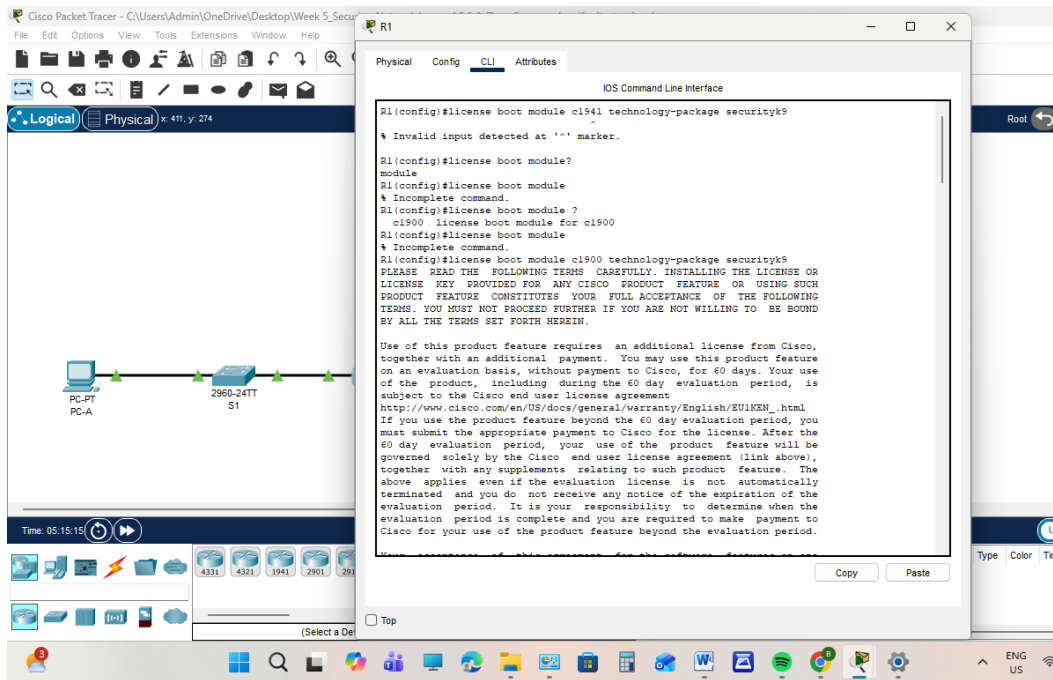 Cisco Packet Tracer - C:\Users\Admin\OneDrive\Desktop\Week 5_Secu
File Edit Options View Tools Extensions Window Help
Logical
Physical
x: 411, y: 274
Root
R1
Physical Config CLI Attributes
IOS Command Line Interface
R1(config)#license boot module c1941 technology-package securityk9
^
% Invalid input detected at '^' marker.
R1(config)#license boot module?
module
R1(config)#license boot module
% Incomplete command.
R1(config)#license boot module ?
c1900 license boot module for c1900
R1(config)#license boot module
% Incomplete command.
R1(config)#license boot module c1900 technology-package securityk9
PLEASE READ THE FOLLOWING TERMS CAREFULLY. INSTALLING THE LICENSE OR
LICENSE KEY PROVIDED FOR ANY CISCO PRODUCT FEATURE OR USING SUCH
PRODUCT FEATURE CONSTITUTES YOUR FULL ACCEPTANCE OF THE FOLLOWING
TERMS. YOU MUST NOT PROCEED FURTHER IF YOU ARE NOT WILLING TO BE BOUND
BY ALL THE TERMS SET FORTH HEREIN.
Use of this product feature requires an additional license from Cisco,
together with an additional payment. You may use this product feature
on an evaluation basis, without payment to Cisco, for 60 days. Your use
of the product, including during the 60 day evaluation period, is
subject to the Cisco end user license agreement
http://www.cisco.com/en/US/docs/general/warranty/English/EU1KEN_.html
If you use the product feature beyond the 60 day evaluation period, you
must submit the appropriate payment to Cisco for the license. After the
60 day evaluation period, your use of the product feature will be
governed solely by the Cisco end user license agreement (link above),
together with any supplements relating to such product feature. The
above applies even if the evaluation license is not automatically
terminated and you do not receive any notice of the expiration of the
evaluation period. It is your responsibility to determine when the
evaluation period is complete and you are required to make payment to
Cisco for your use of the product feature beyond the evaluation period.
Copy
Paste
Top
PC-PT
PC-A
2960-24TT
S1
Time: 05:15:15
4331 4321 1941 2901 291
(Select a De
Type Color Ti
3
ENG
US